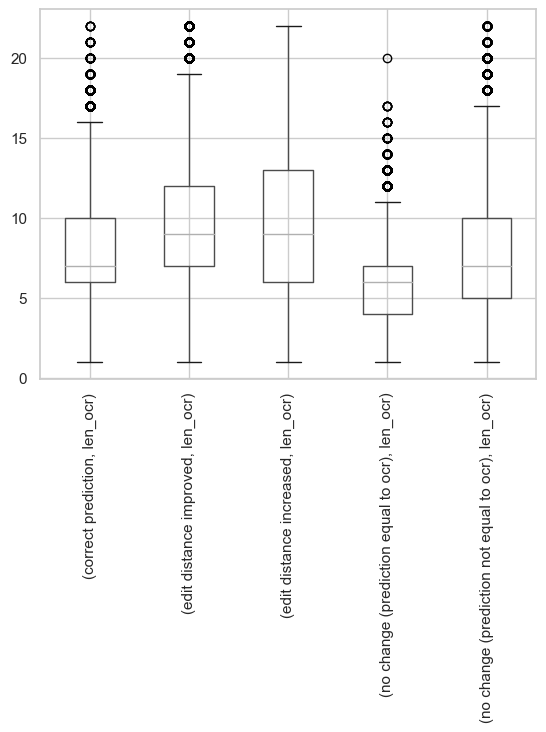 20
15
10
5
0
(correct prediction, len_ocr)
(edit distance improved, len_ocr)
(edit distance increased, len_ocr)
(no change (prediction equal to ocr), len_ocr)
(no change (prediction not equal to ocr), len_ocr)